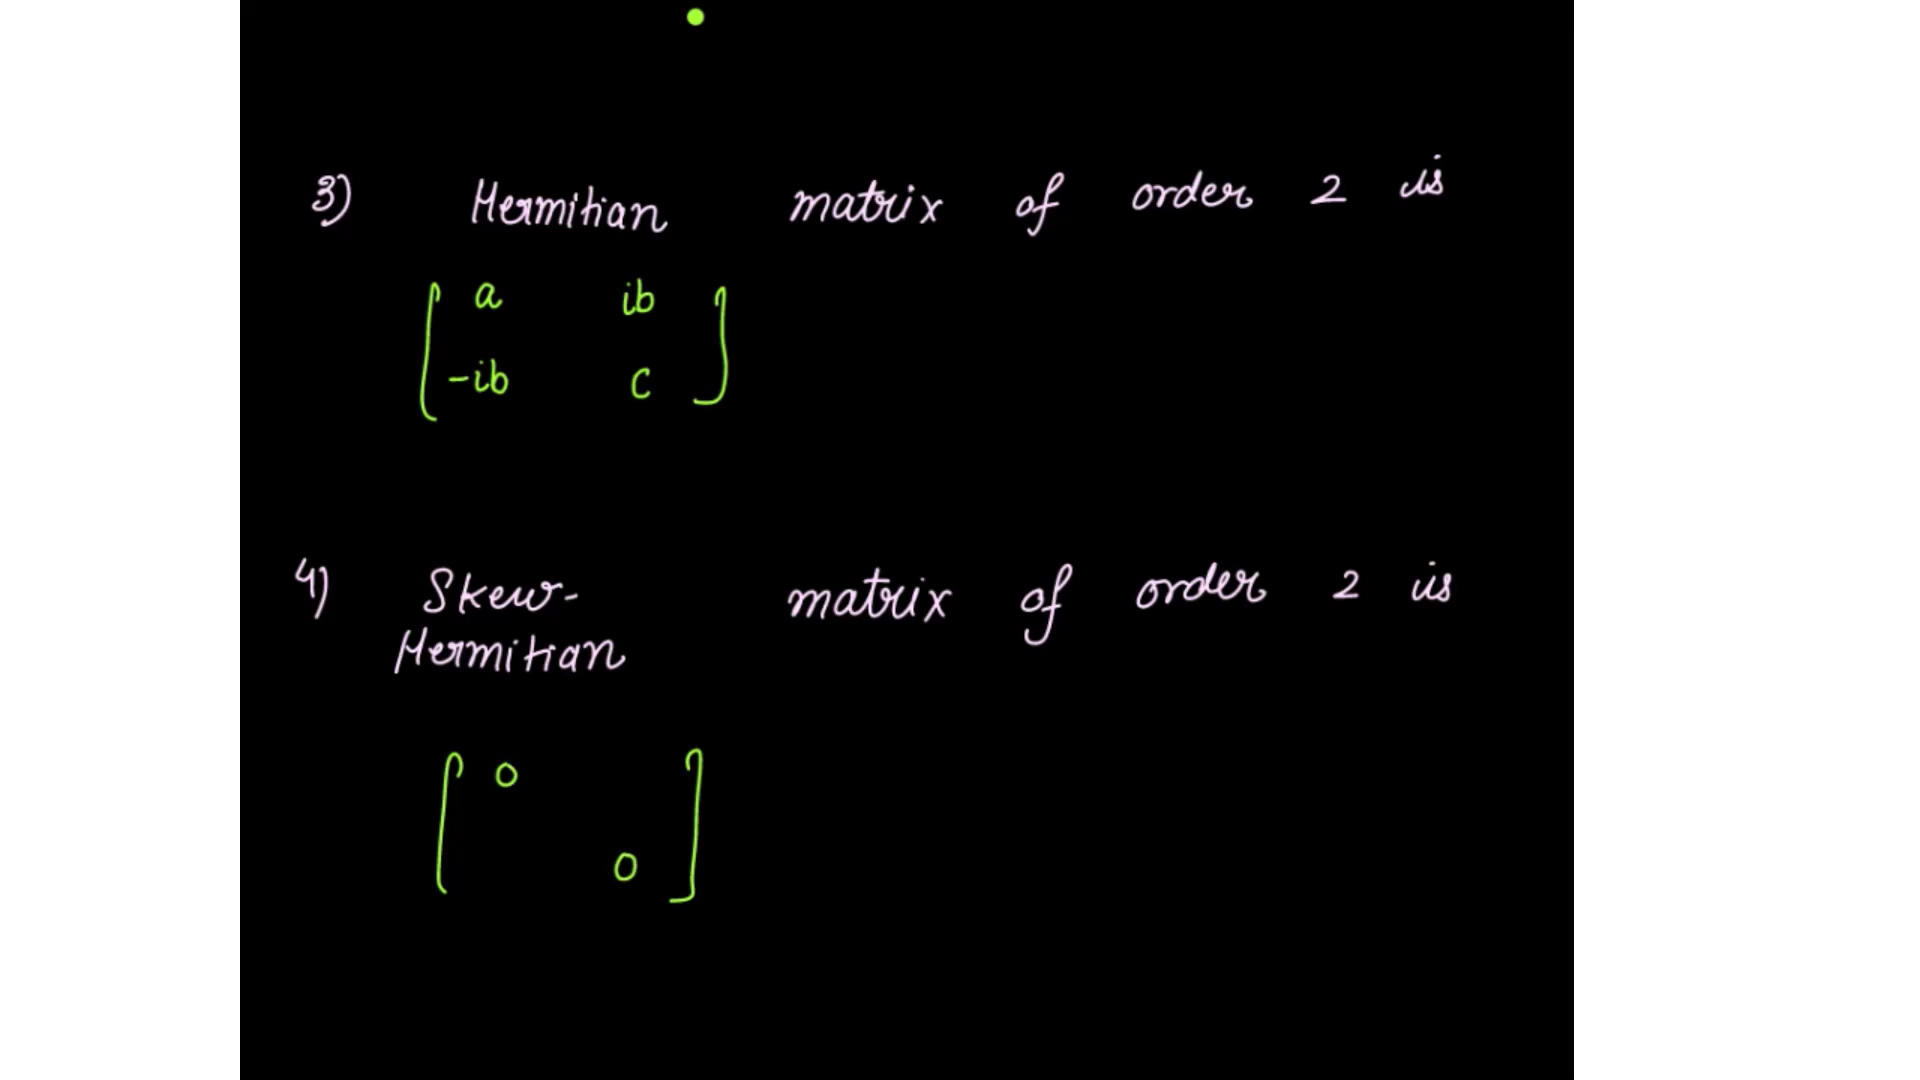 3) Hermitian matrix of order 2 is
a ib
-ib c
4) Skew- matrix of order 2 is
Hermitian
0
0